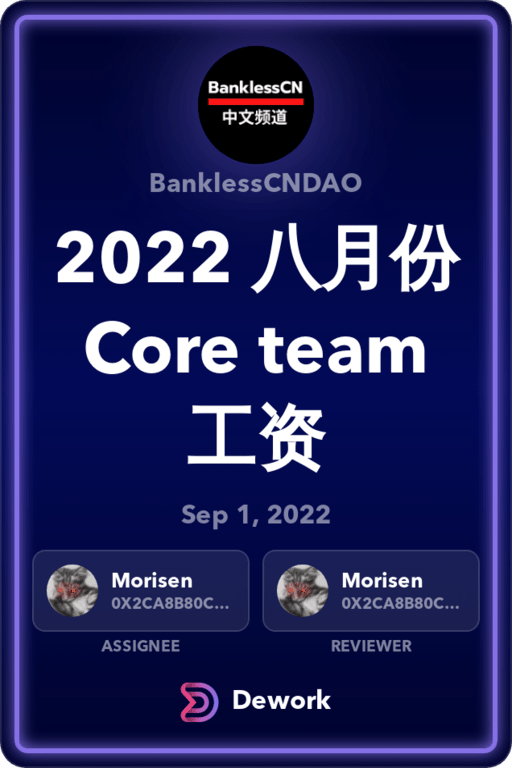 BanklessCN
中文频道
BanklessCNDAO
2022 八月份
Core team
工资
Sep 1, 2022
Morisen
0X2CA8B80C...
ASSIGNEE
Morisen
0X2CA8B80C...
REVIEWER
Dework